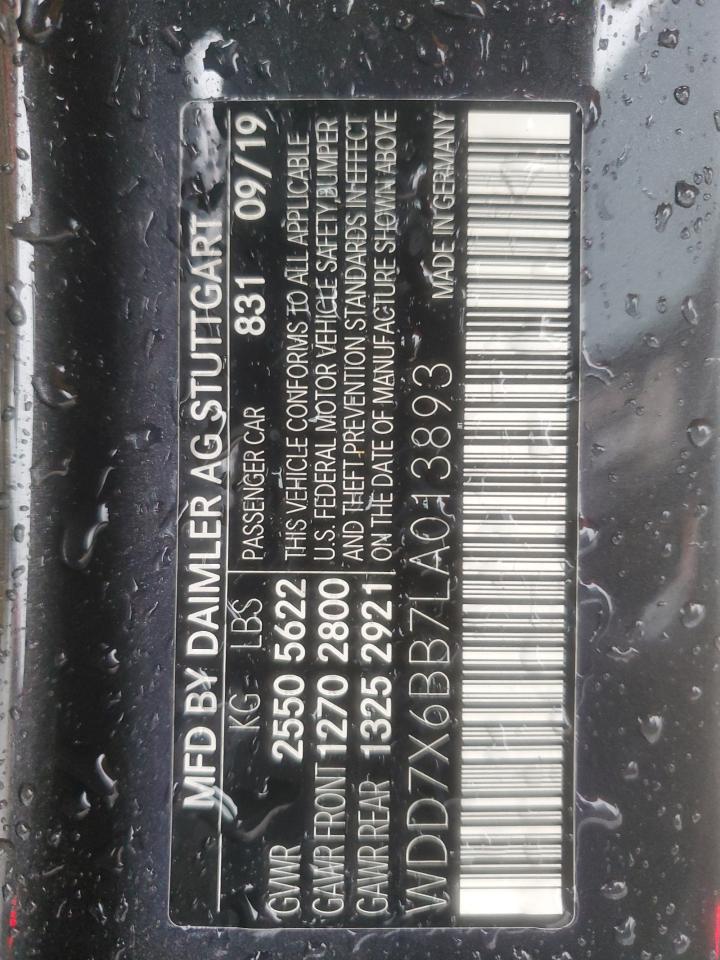 MFD BY DAIMLER AG STUTTGART
KG LBS PASSENGER CAR 831 09/19
GVWR 2550 5622 THIS VEHICLE CONFORMS TO ALL APPLICABLE
GAWR FRONT 1270 2800 U.S. FEDERAL MOTOR VEHICLE SAFETY, BUMPER
GAWR REAR 1325 2921 AND THEFT PREVENTION STANDARDS IN EFFECT
ON THE DATE OF MANUFACTURE SHOWN ABOVE
WDD7X6BB7LA013893 MADE IN GERMANY